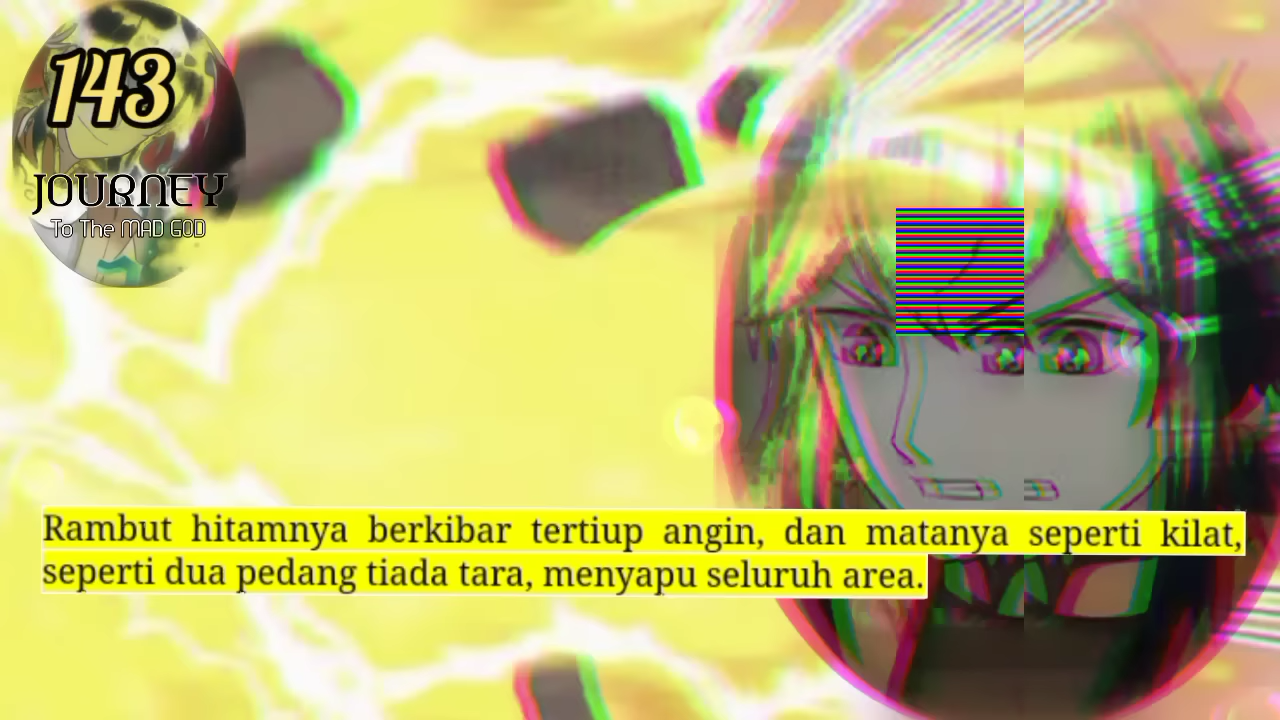 143
JOURNEY
To The MAD GOD
Rambut hitamnya berkibar tertiup angin, dan matanya seperti kilat,
seperti dua pedang tiada tara, menyapu seluruh area.